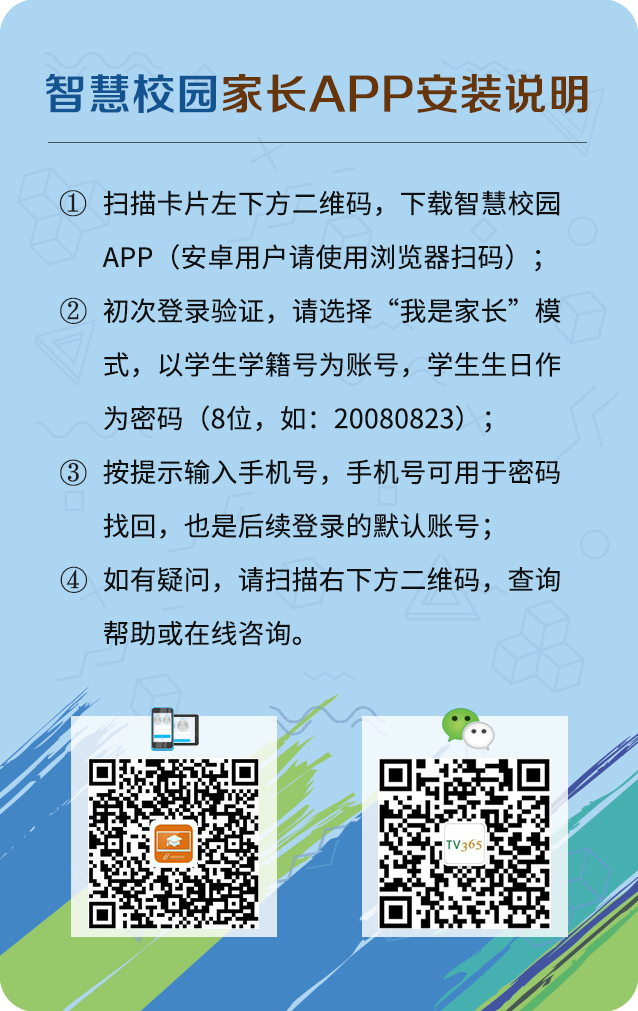 智慧校园家长APP安装说明
① 扫描卡片左下方二维码，下载智慧校园
APP（安卓用户请使用浏览器扫码）；
② 初次登录验证，请选择“我是家长”模
式，以学生学籍号为账号，学生生日作
为密码（8位，如：20080823）；
③ 按提示输入手机号，手机号可用于密码
找回，也是后续登录的默认账号；
④ 如有疑问，请扫描右下方二维码，查询
帮助或在线咨询。
TV365